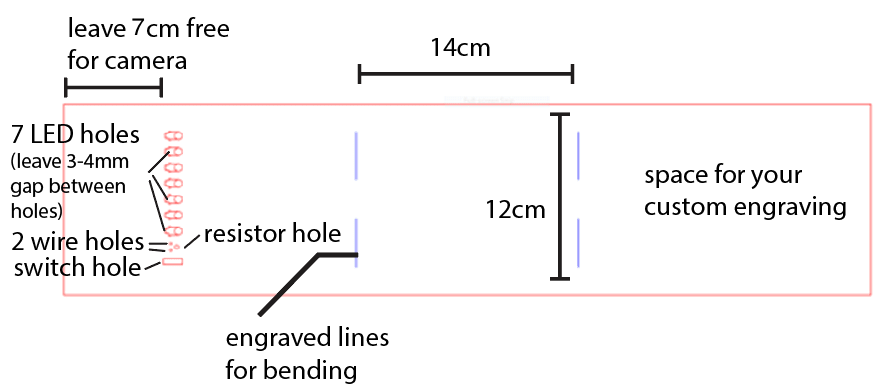 leave 7cm free
for camera
14cm
7 LED holes
(leave 3-4mm
gap between
holes)
12cm
space for your
custom engraving
2 wire holes
resistor hole
switch hole
engraved lines
for bending